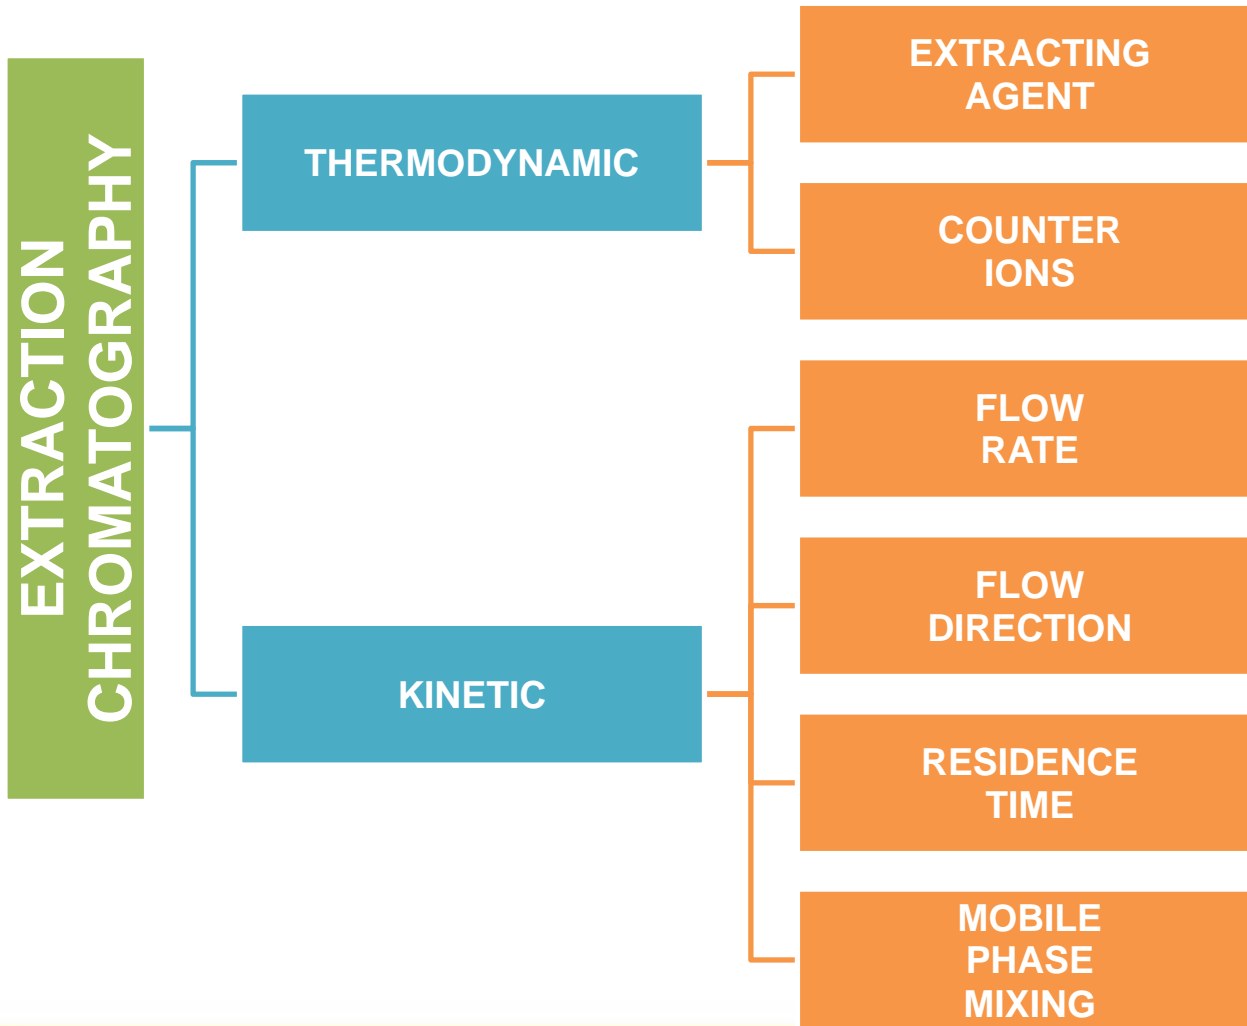 EXTRACTION
CHROMATOGRAPHY
THERMODYNAMIC
EXTRACTING
AGENT
COUNTER
IONS
KINETIC
FLOW
RATE
FLOW
DIRECTION
RESIDENCE
TIME
MOBILE
PHASE
MIXING